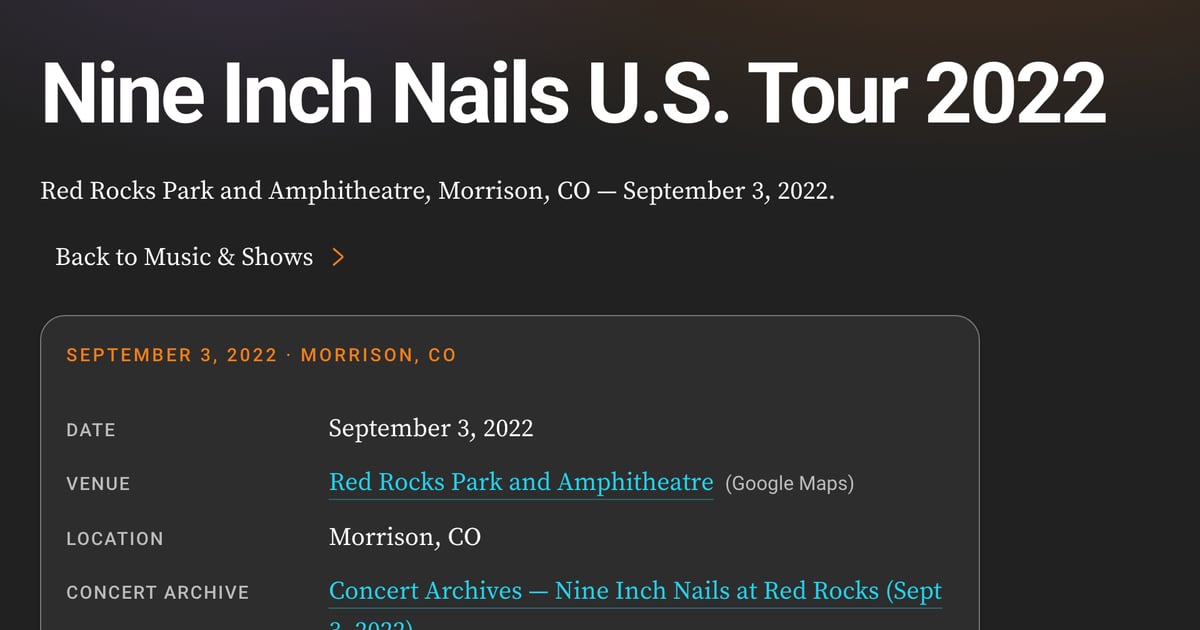 Nine Inch Nails U.S. Tour 2022
Red Rocks Park and Amphitheatre, Morrison, CO — September 3, 2022.
Back to Music & Shows
SEPTEMBER 3, 2022 · MORRISON, CO
DATE September 3, 2022
VENUE Red Rocks Park and Amphitheatre (Google Maps)
LOCATION Morrison, CO
CONCERT ARCHIVE Concert Archives — Nine Inch Nails at Red Rocks (Sept
3, 2022)